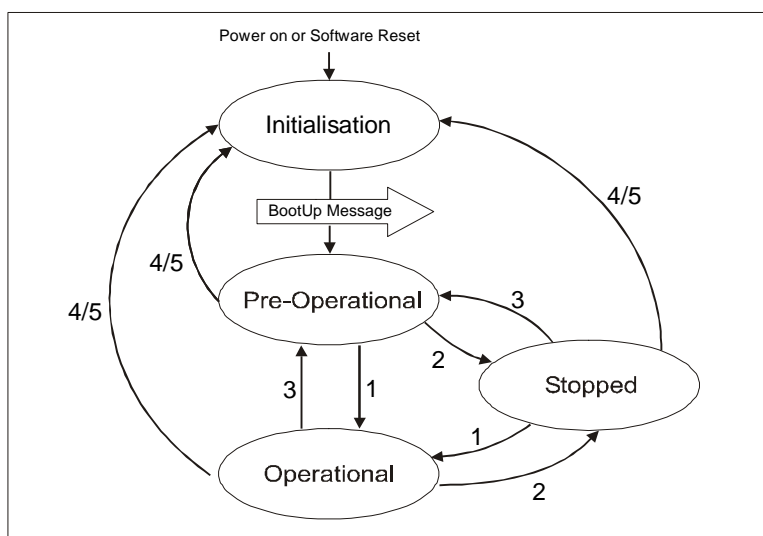 Power on or Software Reset
Initialisation
BootUp Message
4/5
4/5
4/5
Pre-Operational
3
2
3
1
Stopped
1
Operational
2